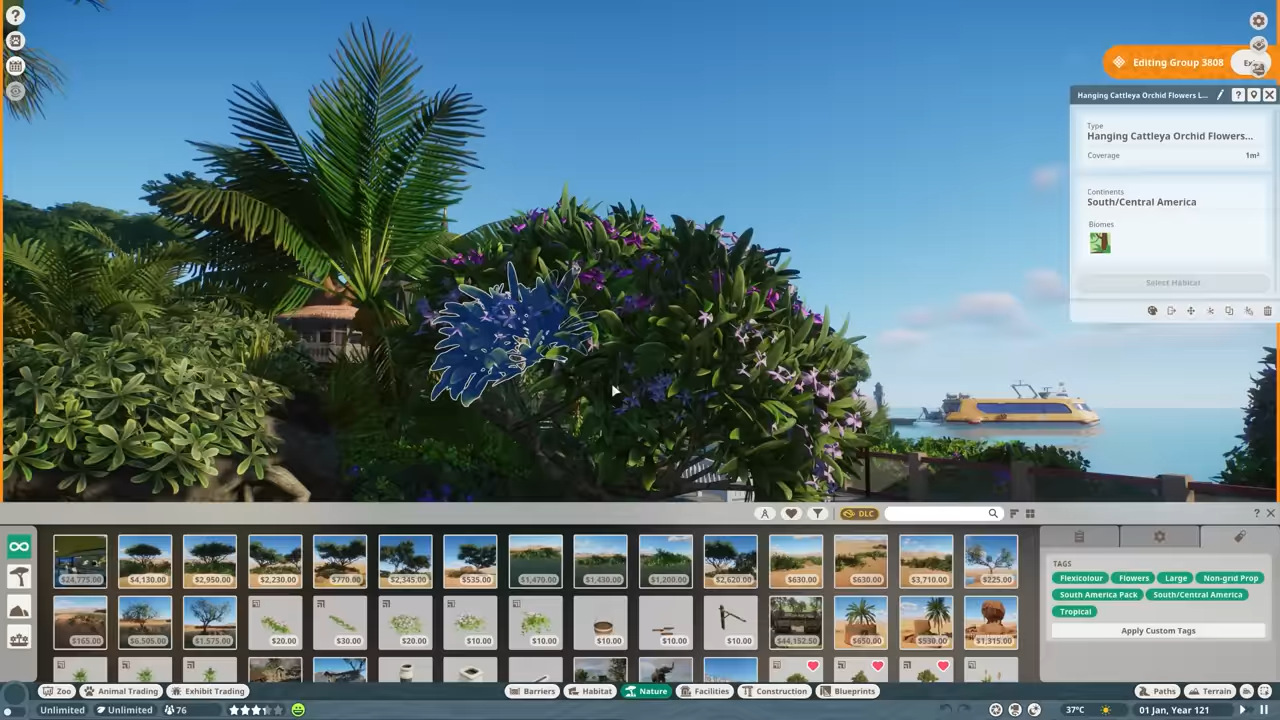 Editing Group 3808
Hanging Cattleya Orchid Flowers L...
Type
Hanging Cattleya Orchid Flowers...
Coverage
1m²
Continents
South/Central America
Biomes
Select Habitat
DLC
$24,775.00
$4,130.00
$2,950.00
$2,230.00
$770.00
$2,345.00
$535.00
$1,470.00
$1,430.00
$1,200.00
$2,620.00
$630.00
$630.00
$3,710.00
$225.00
$165.00
$6,505.00
$1,575.00
$20.00
$30.00
$20.00
$10.00
$10.00
$10.00
$10.00
$10.00
$44,152.50
$650.00
$530.00
$1,315.00
TAGS
Flexicolour Flowers Large Non-grid Prop
South America Pack South/Central America
Tropical
Apply Custom Tags
Zoo Animal Trading Exhibit Trading Barriers Habitat Nature Facilities Construction Blueprints Paths Terrain
Unlimited Unlimited 76 37°C 01 Jan, Year 121